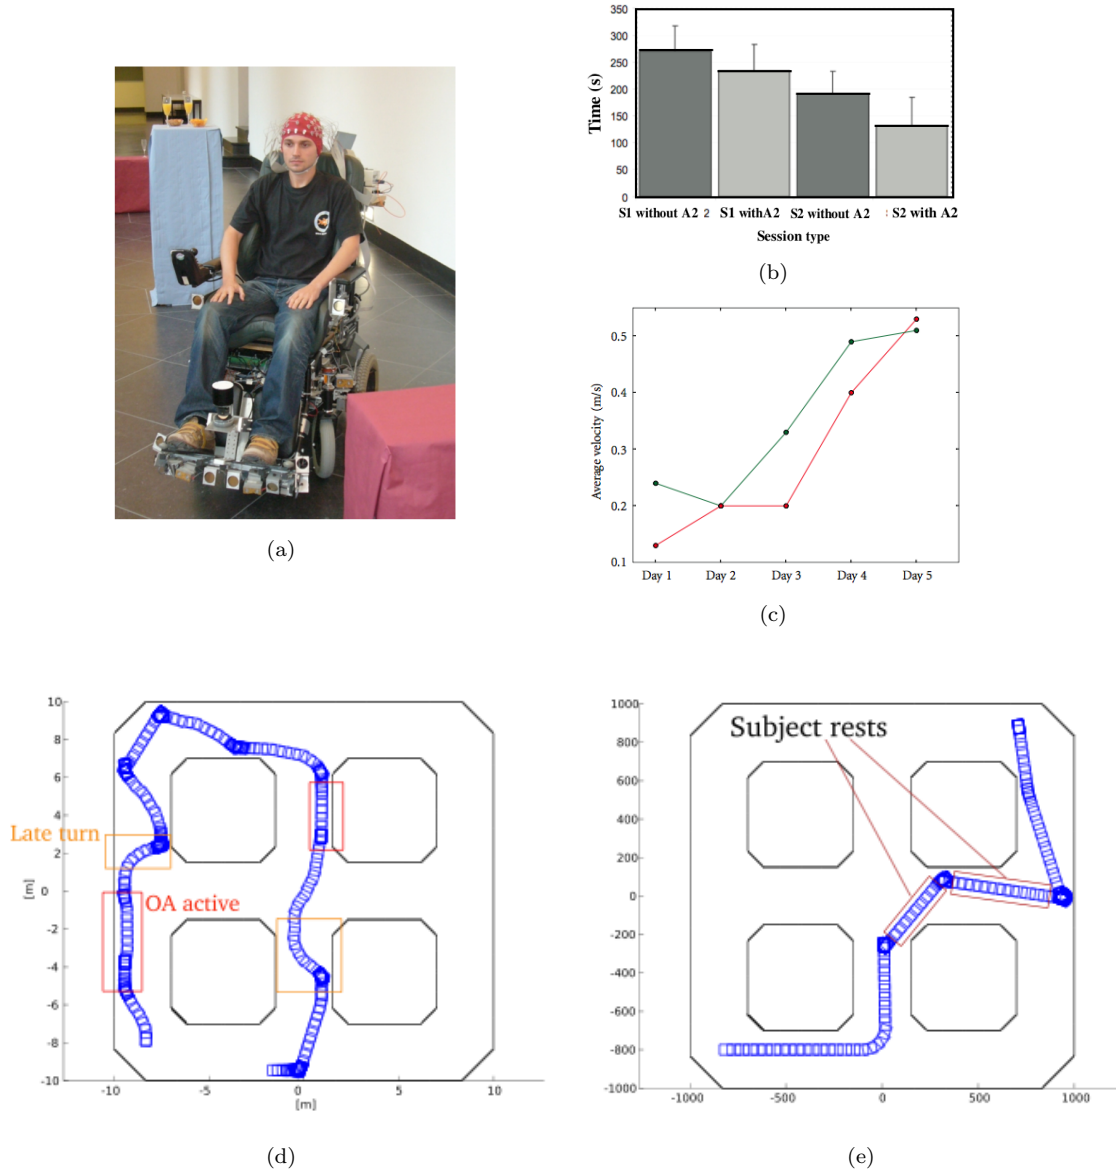 350
300
250
200
150
100
50
0
Time (s)
S1 without A2 2 S1 withA2 S2 without A2 : S2 with A2
Session type
(b)
(a)
0.5
0.4
0.3
0.2
0.1
Average velocity (m/s)
Day 1 Day 2 Day 3 Day 4 Day 5
(c)
10
8
6
4
2
0
-2
-4
-6
-8
-10
[m]
Late turn
OA active
-10 -5 0 5 10
[m]
(d)
1000
800
600
400
200
0
-200
-400
-600
-800
-1000
Subject rests
-1000 -500 0 500 1000
(e)